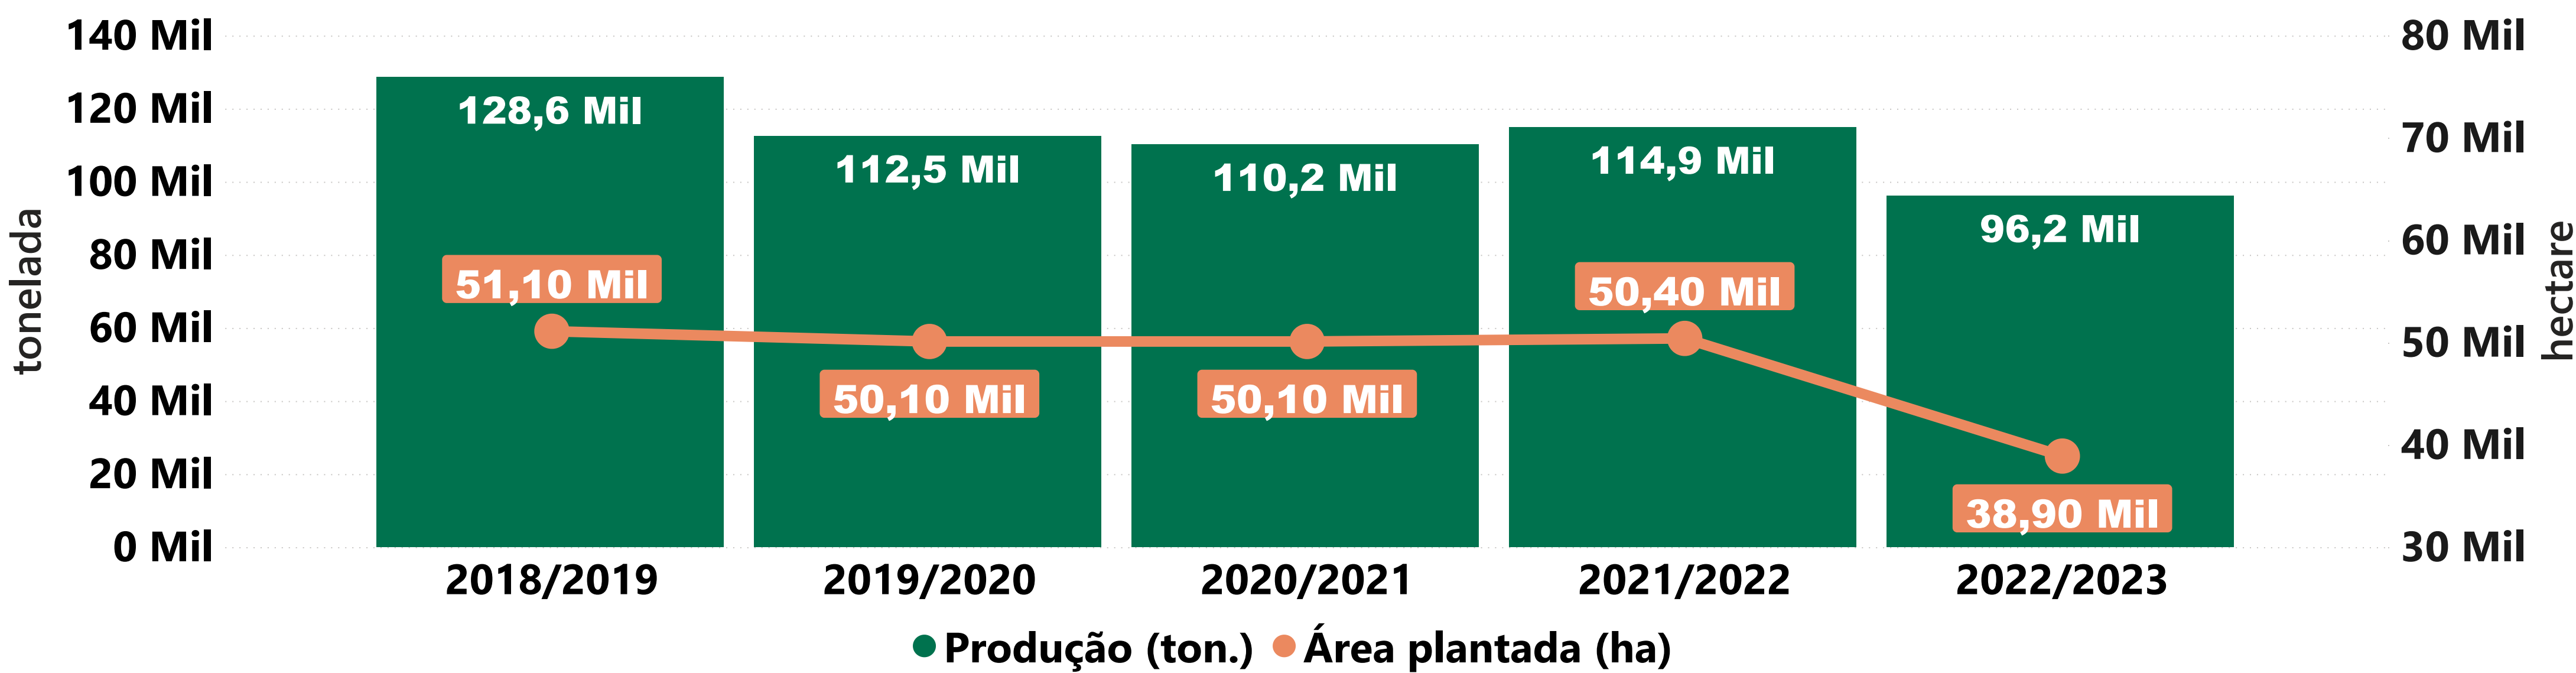 140 Mil
120 Mil
100 Mil
80 Mil
60 Mil
40 Mil
20 Mil
0 Mil
tonelada
128,6 Mil
112,5 Mil
110,2 Mil
114,9 Mil
96,2 Mil
51,10 Mil
50,10 Mil
50,10 Mil
50,40 Mil
38,90 Mil
80 Mil
70 Mil
60 Mil
50 Mil
40 Mil
30 Mil
hectare
2018/2019 2019/2020 2020/2021 2021/2022 2022/2023
Produção (ton.) Área plantada (ha)